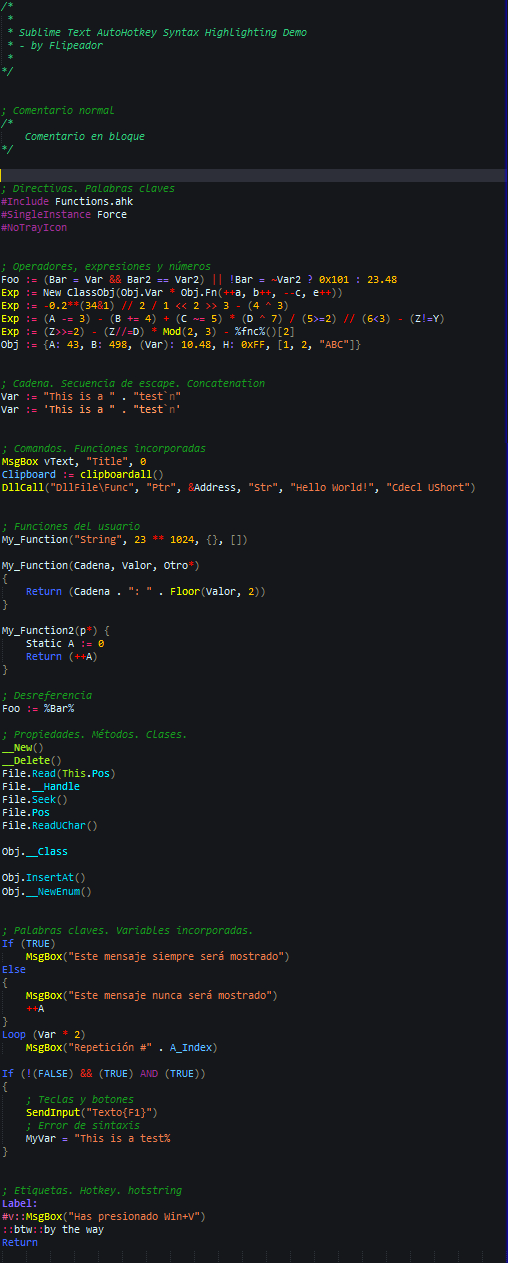 /*
 *
 * Sublime Text AutoHotkey Syntax Highlighting Demo
 * - by Flipeador
 *
*/
; Comentario normal
/*
    Comentario en bloque
*/
; Directivas. Palabras claves
#Include Functions.ahk
#SingleInstance Force
#NoTrayIcon
; Operadores, expresiones y números
Foo := (Bar = Var && Bar2 == Var2) || !Bar = ~Var2 ? 0x101 : 23.48
Exp := New ClassObj(Obj.Var * Obj.Fn(++a, b++, --c, e++))
Exp := -0.2**(34&1) // 2 / 1 << 2 >> 3 - (4 ^ 3)
Exp := (A -= 3) - (B += 4) + (C ~= 5) * (D ^ 7) / (5>=2) // (6<3) - (Z!=Y)
Exp := (Z>>=2) - (Z//=D) * Mod(2, 3) - %fnc%()[2]
Obj := {A: 43, B: 498, (Var): 10.48, H: 0xFF, [1, 2, "ABC"]}
; Cadena. Secuencia de escape. Concatenation
Var := "This is a " . "test`n"
Var := 'This is a " . "test`n'
; Comandos. Funciones incorporadas
MsgBox vText, "Title", 0
Clipboard := clipboardall()
DllCall("DllFile\Func", "Ptr", &Address, "Str", "Hello World!", "Cdecl UShort")
; Funciones del usuario
My_Function("String", 23 ** 1024, {}, [])
My_Function(Cadena, Valor, Otro*)
{
    Return (Cadena . ": " . Floor(Valor, 2))
}
My_Function2(p*) {
    Static A := 0
    Return (++A)
}
; Desreferencia
Foo := %Bar%
; Propiedades. Métodos. Clases.
__New()
__Delete()
File.Read(This.Pos)
File.__Handle
File.Seek()
File.Pos
File.ReadUChar()
Obj.__Class
Obj.InsertAt()
Obj.__NewEnum()
; Palabras claves. Variables incorporadas.
If (TRUE)
    MsgBox("Este mensaje siempre será mostrado")
Else
{
    MsgBox("Este mensaje nunca será mostrado")
    ++A
}
Loop (Var * 2)
    MsgBox("Repetición #" . A_Index)
If (!(FALSE) && (TRUE) AND (TRUE))
{
    ; Teclas y botones
    SendInput("Texto{F1}")
    ; Error de sintaxis
    MyVar = "This is a test%
}
; Etiquetas. Hotkey. hotstring
Label:
#v::MsgBox("Has presionado Win+V")
::btw::by the way
Return